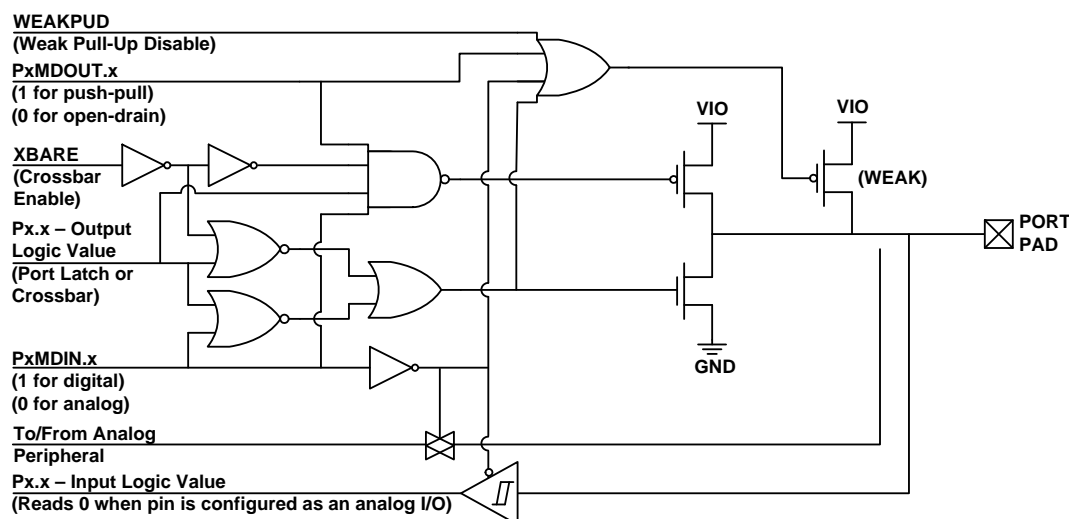 WEAKPUD
(Weak Pull-Up Disable)
PxMDOUT.x
(1 for push-pull)
(0 for open-drain)
XBARE
(Crossbar
Enable)
Px.x – Output
Logic Value
(Port Latch or
Crossbar)
PxMDIN.x
(1 for digital)
(0 for analog)
To/From Analog
Peripheral
Px.x – Input Logic Value
(Reads 0 when pin is configured as an analog I/O)
VIO
VIO
(WEAK)
PORT
PAD
GND